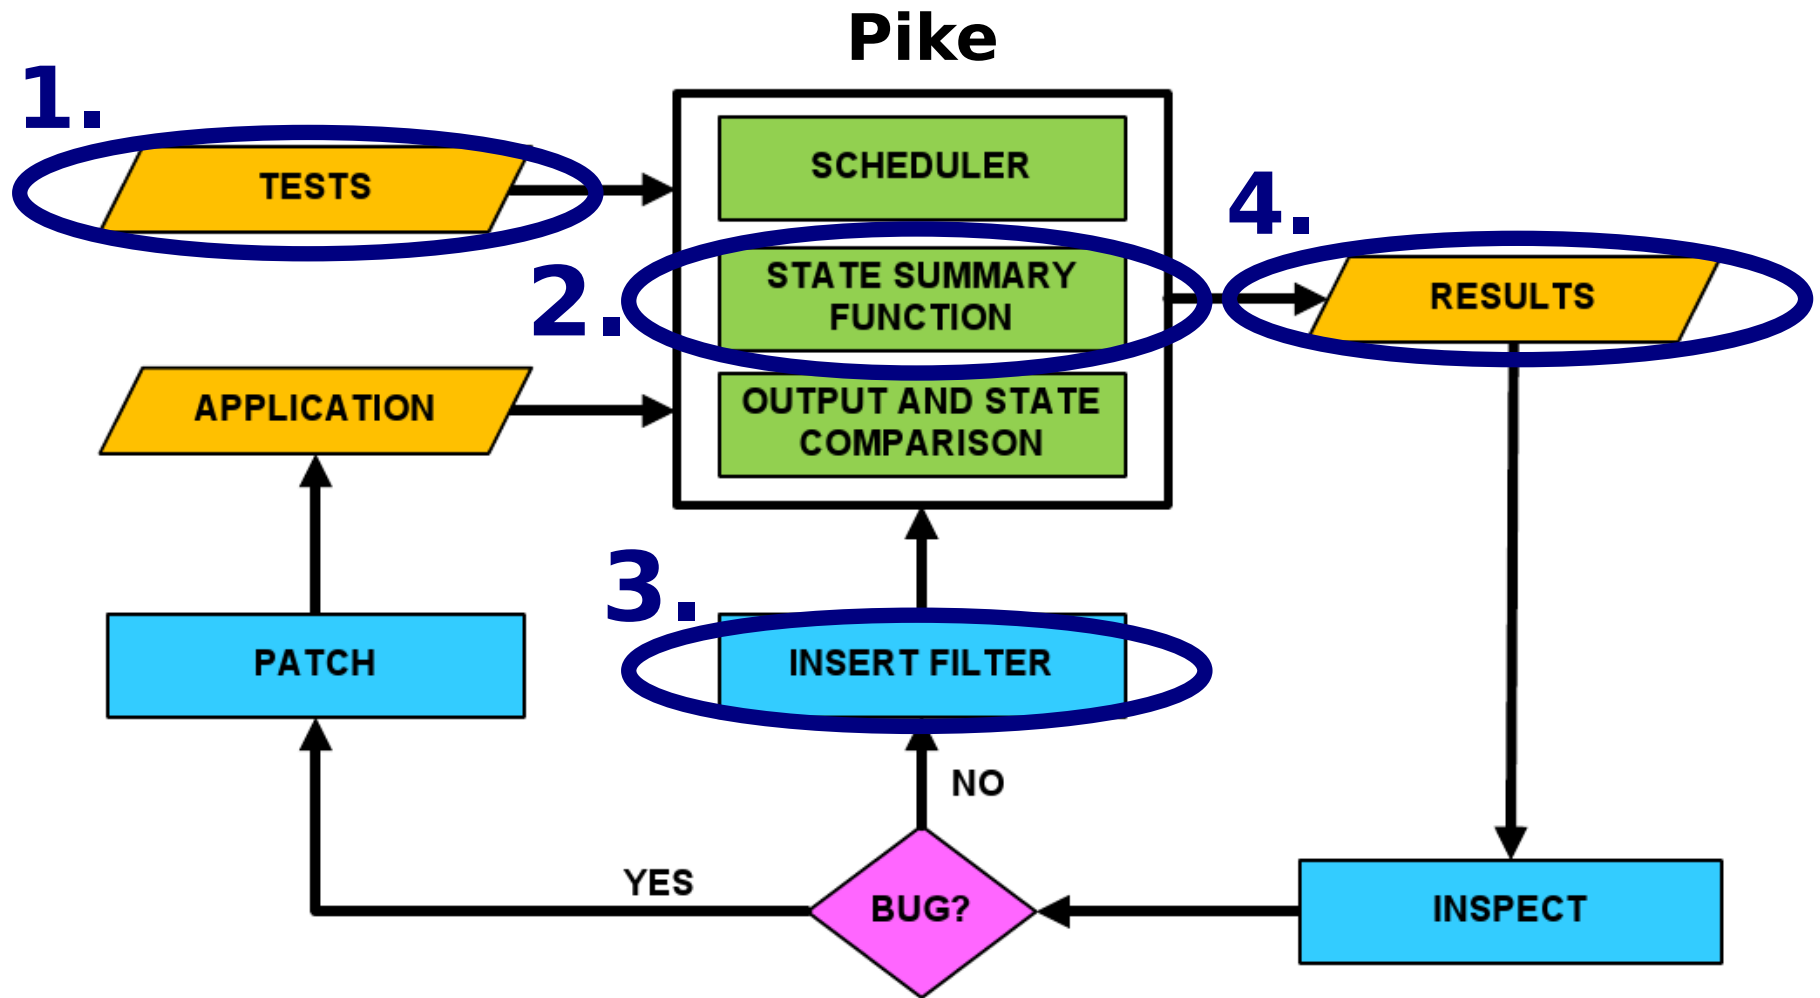 Pike
1.
TESTS
SCHEDULER
2.
STATE SUMMARY
FUNCTION
4.
RESULTS
APPLICATION
OUTPUT AND STATE
COMPARISON
3.
PATCH
INSERT FILTER
NO
YES
BUG?
INSPECT